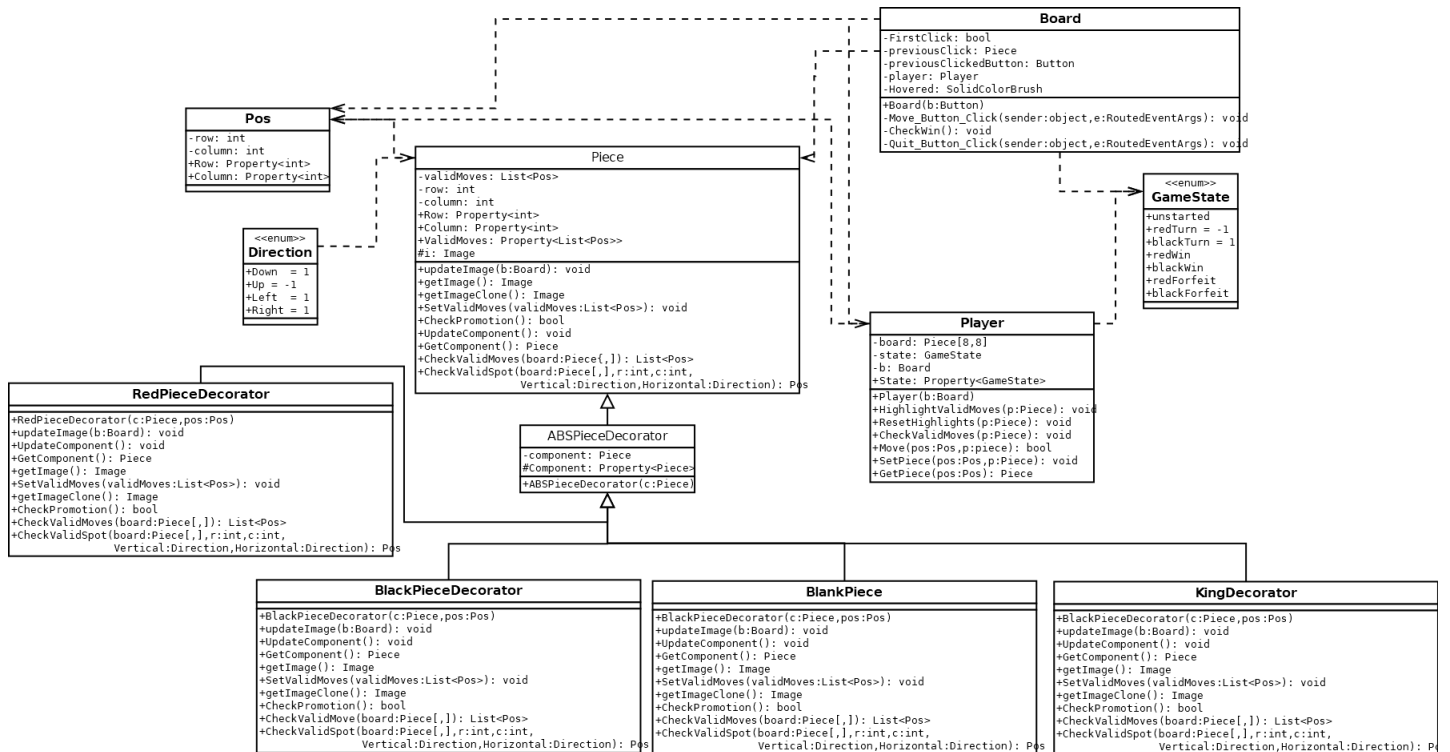 Board
-FirstClick: bool
-previousClick: Piece
-previousClickedButton: Button
-player: Player
-Hovered: SolidColorBrush
+Board(b:Button)
-Move_Button_Click(sender:object,e:RoutedEventArgs): void
-CheckWin(): void
-Quit_Button_Click(sender:object,e:RoutedEventArgs): void
Pos
-row: int
-column: int
+Row: Property<int>
+Column: Property<int>
Piece
-validMoves: List<Pos>
-row: int
-column: int
+Row: Property<int>
+Column: Property<int>
+ValidMoves: Property<List<Pos>>
#i: Image
+updateImage(b:Board): void
+getImage(): Image
+getImageClone(): Image
+SetValidMoves(validMoves:List<Pos>): void
+CheckPromotion(): bool
+UpdateComponent(): void
+GetComponent(): Piece
+CheckValidMoves(board:Piece{,]): List<Pos>
+CheckValidSpot(board:Piece[,],r:int,c:int,
Vertical:Direction,Horizontal:Direction): Pos
<<enum>>
GameState
+unstarted
+redTurn = -1
+blackTurn = 1
+redWin
+blackWin
+redForfeit
+blackForfeit
<<enum>>
Direction
+Down  = 1
+Up = -1
+Left  = 1
+Right = 1
Player
-board: Piece[8,8]
-state: GameState
-b: Board
+State: Property<GameState>
+Player(b:Board)
+HighlightValidMoves(p:Piece): void
+ResetHighlights(p:Piece): void
+CheckValidMoves(p:Piece): void
+Move(pos:Pos,p:piece): bool
+SetPiece(pos:Pos,p:Piece): void
+GetPiece(pos:Pos): Piece
RedPieceDecorator
+RedPieceDecorator(c:Piece,pos:Pos)
+updateImage(b:Board): void
+UpdateComponent(): void
+GetComponent(): Piece
+getImage(): Image
+SetValidMoves(validMoves:List<Pos>): void
+getImageClone(): Image
+CheckPromotion(): bool
+CheckValidMoves(board:Piece[,]): List<Pos>
+CheckValidSpot(board:Piece[,],r:int,c:int,
Vertical:Direction,Horizontal:Direction): Pos
ABSPieceDecorator
-component: Piece
#Component: Property<Piece>
+ABSPieceDecorator(c:Piece)
BlackPieceDecorator
+BlackPieceDecorator(c:Piece,pos:Pos)
+updateImage(b:Board): void
+UpdateComponent(): void
+GetComponent(): Piece
+getImage(): Image
+SetValidMoves(validMoves:List<Pos>): void
+getImageClone(): Image
+CheckPromotion(): bool
+CheckValidMove(board:Piece[,]): List<Pos>
+CheckValidSpot(board:Piece[,],r:int,c:int,
Vertical:Direction,Horizontal:Direction): Pos
BlankPiece
+BlackPieceDecorator(c:Piece,pos:Pos)
+updateImage(b:Board): void
+UpdateComponent(): void
+GetComponent(): Piece
+getImage(): Image
+SetValidMoves(validMoves:List<Pos>): void
+getImageClone(): Image
+CheckPromotion(): bool
+CheckValidMoves(board:Piece[,]): List<Pos>
+CheckValidSpot(board:Piece[,],r:int,c:int,
Vertical:Direction,Horizontal:Direction): Pos
KingDecorator
+BlackPieceDecorator(c:Piece,pos:Pos)
+updateImage(b:Board): void
+UpdateComponent(): void
+GetComponent(): Piece
+getImage(): Image
+SetValidMoves(validMoves:List<Pos>): void
+getImageClone(): Image
+CheckPromotion(): bool
+CheckValidMoves(board:Piece[,]): List<Pos>
+CheckValidSpot(board:Piece[,],r:int,c:int,
Vertical:Direction,Horizontal:Direction): Po